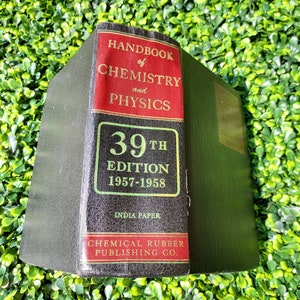 HANDBOOK
of
CHEMISTRY
and
PHYSICS
39TH
EDITION
1957-1958
INDIA PAPER
CHEMICAL RUBBER
PUBLISHING CO.